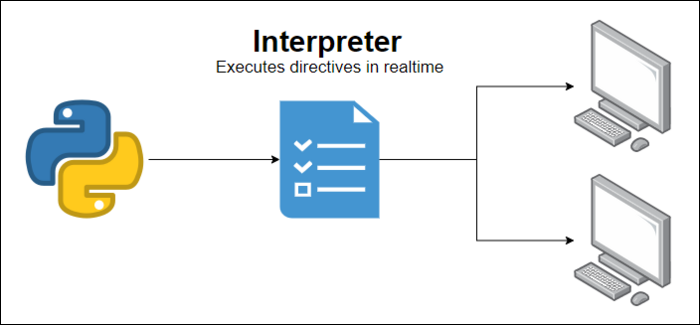 Interpreter
Executes directives in realtime